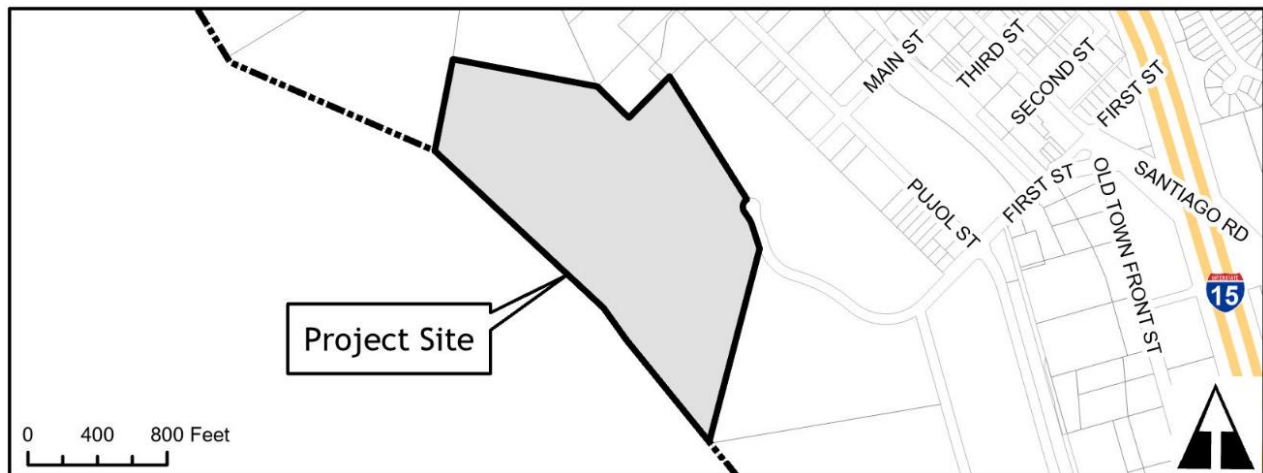 MAIN ST
THIRD ST
SECOND ST
FIRST ST
PUJOL ST
FIRST ST
OLD TOWN FRONT ST
SANTIAGO RD
INTERSTATE
15
Project Site
0 400 800 Feet